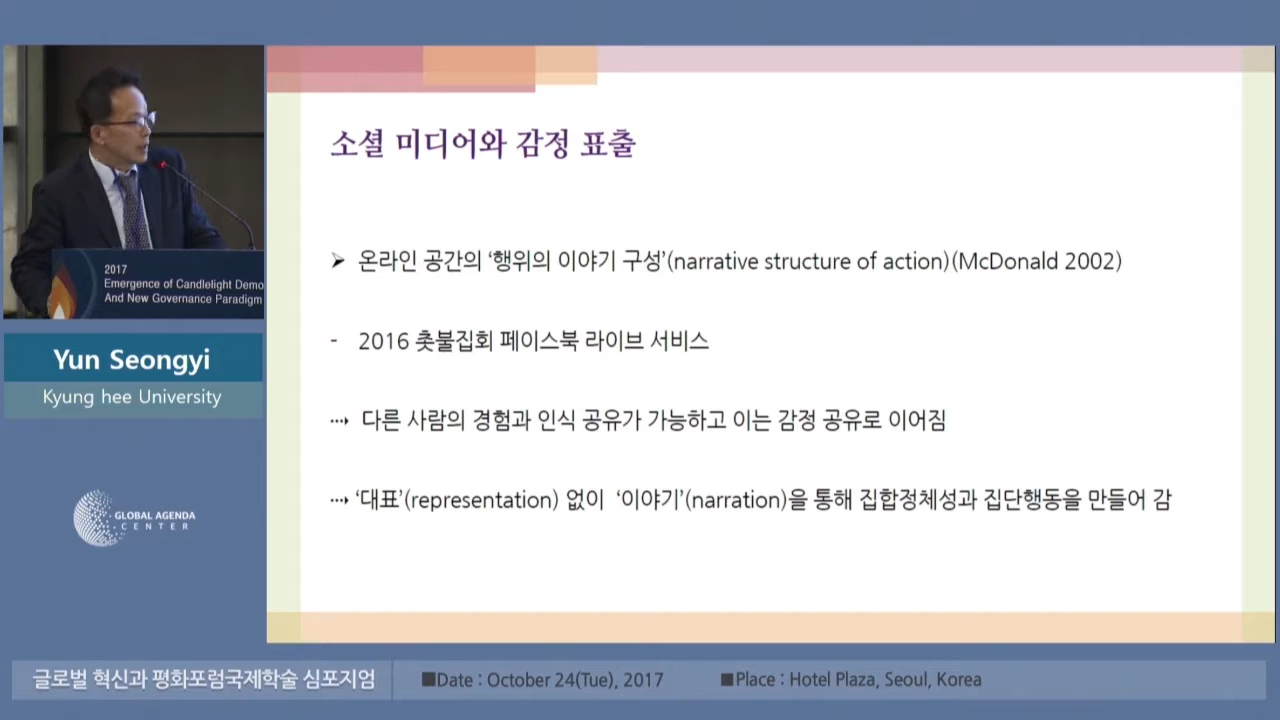 소셜 미디어와 감정 표출
➢ 온라인 공간의 ‘행위의 이야기 구성’(narrative structure of action)(McDonald 2002)
- 2016 촛불집회 페이스북 라이브 서비스
⤑ 다른 사람의 경험과 인식 공유가 가능하고 이는 감정 공유로 이어짐
⤑ ‘대표’(representation) 없이 ‘이야기’(narration)을 통해 집합정체성과 집단행동을 만들어 감
2017
Emergence of Candlelight Demo
And New Governance Paradigm
Yun Seongyi
Kyung hee University
GLOBAL AGENDA
CENTER
글로벌 혁신과 평화포럼국제학술 심포지엄
■Date : October 24(Tue), 2017
■Place : Hotel Plaza, Seoul, Korea